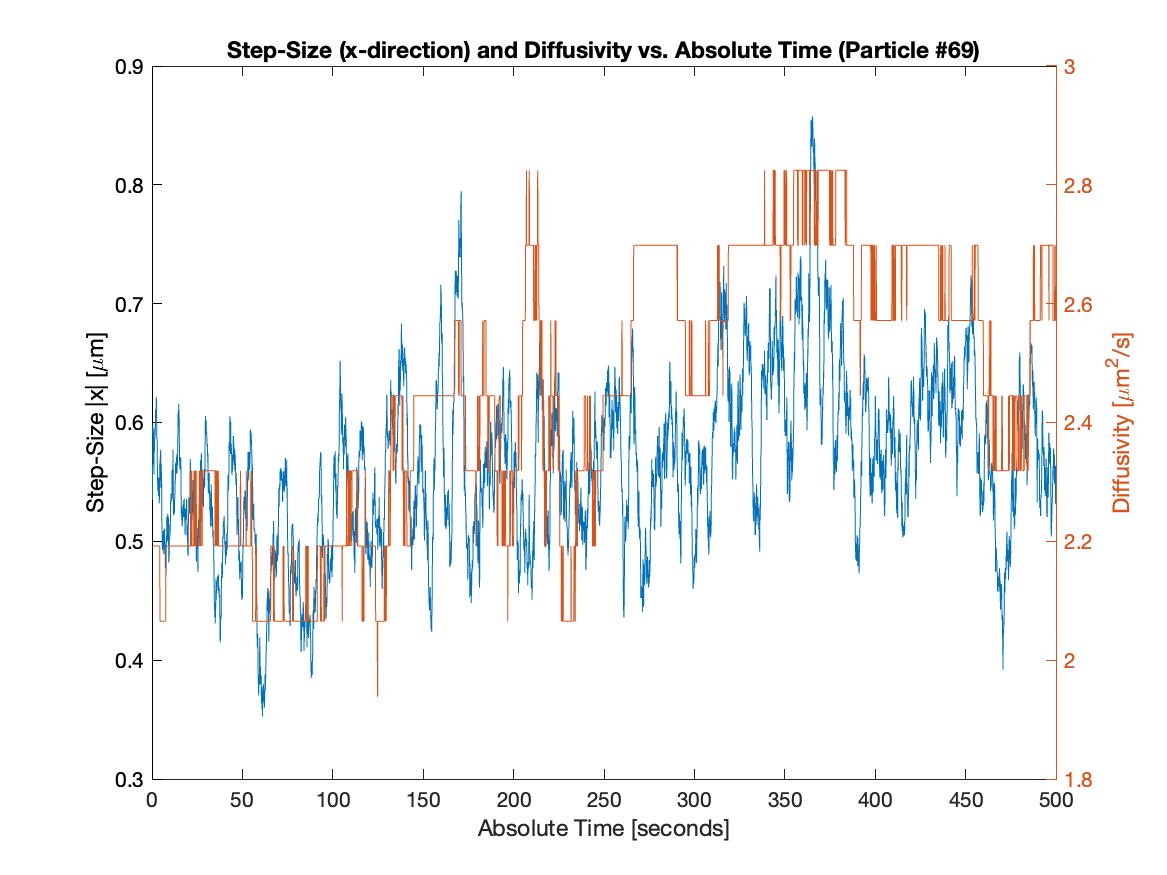 Step-Size (x-direction) and Diffusivity vs. Absolute Time (Particle #69)
0.9
0.8
0.7
0.6
0.5
0.4
0.3
Step-Size |x| [μm]
3
2.8
2.6
2.4
2.2
2
1.8
Diffusivity [μm²/s]
0 50 100 150 200 250 300 350 400 450 500
Absolute Time [seconds]